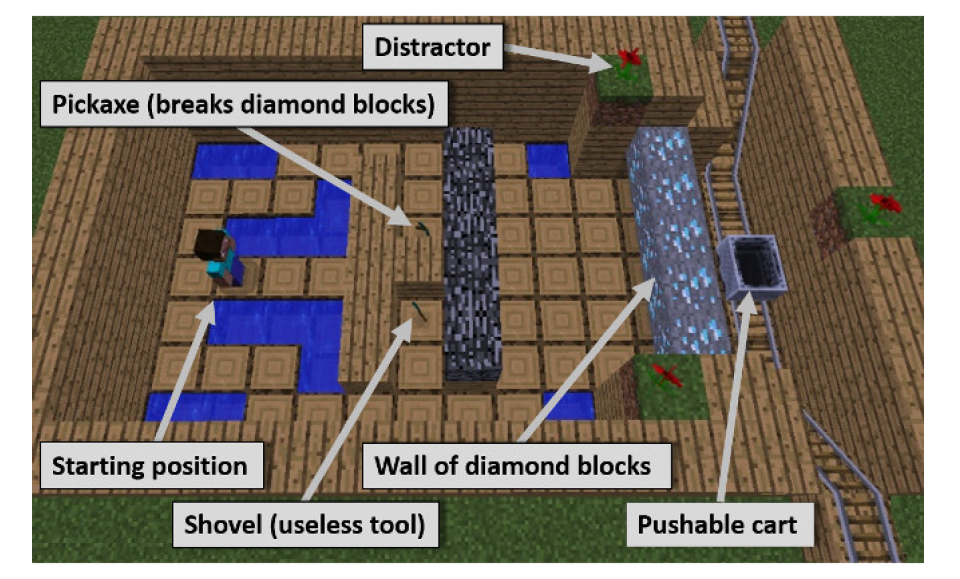 Distractor
Pickaxe (breaks diamond blocks)
Starting position
Wall of diamond blocks
Shovel (useless tool)
Pushable cart